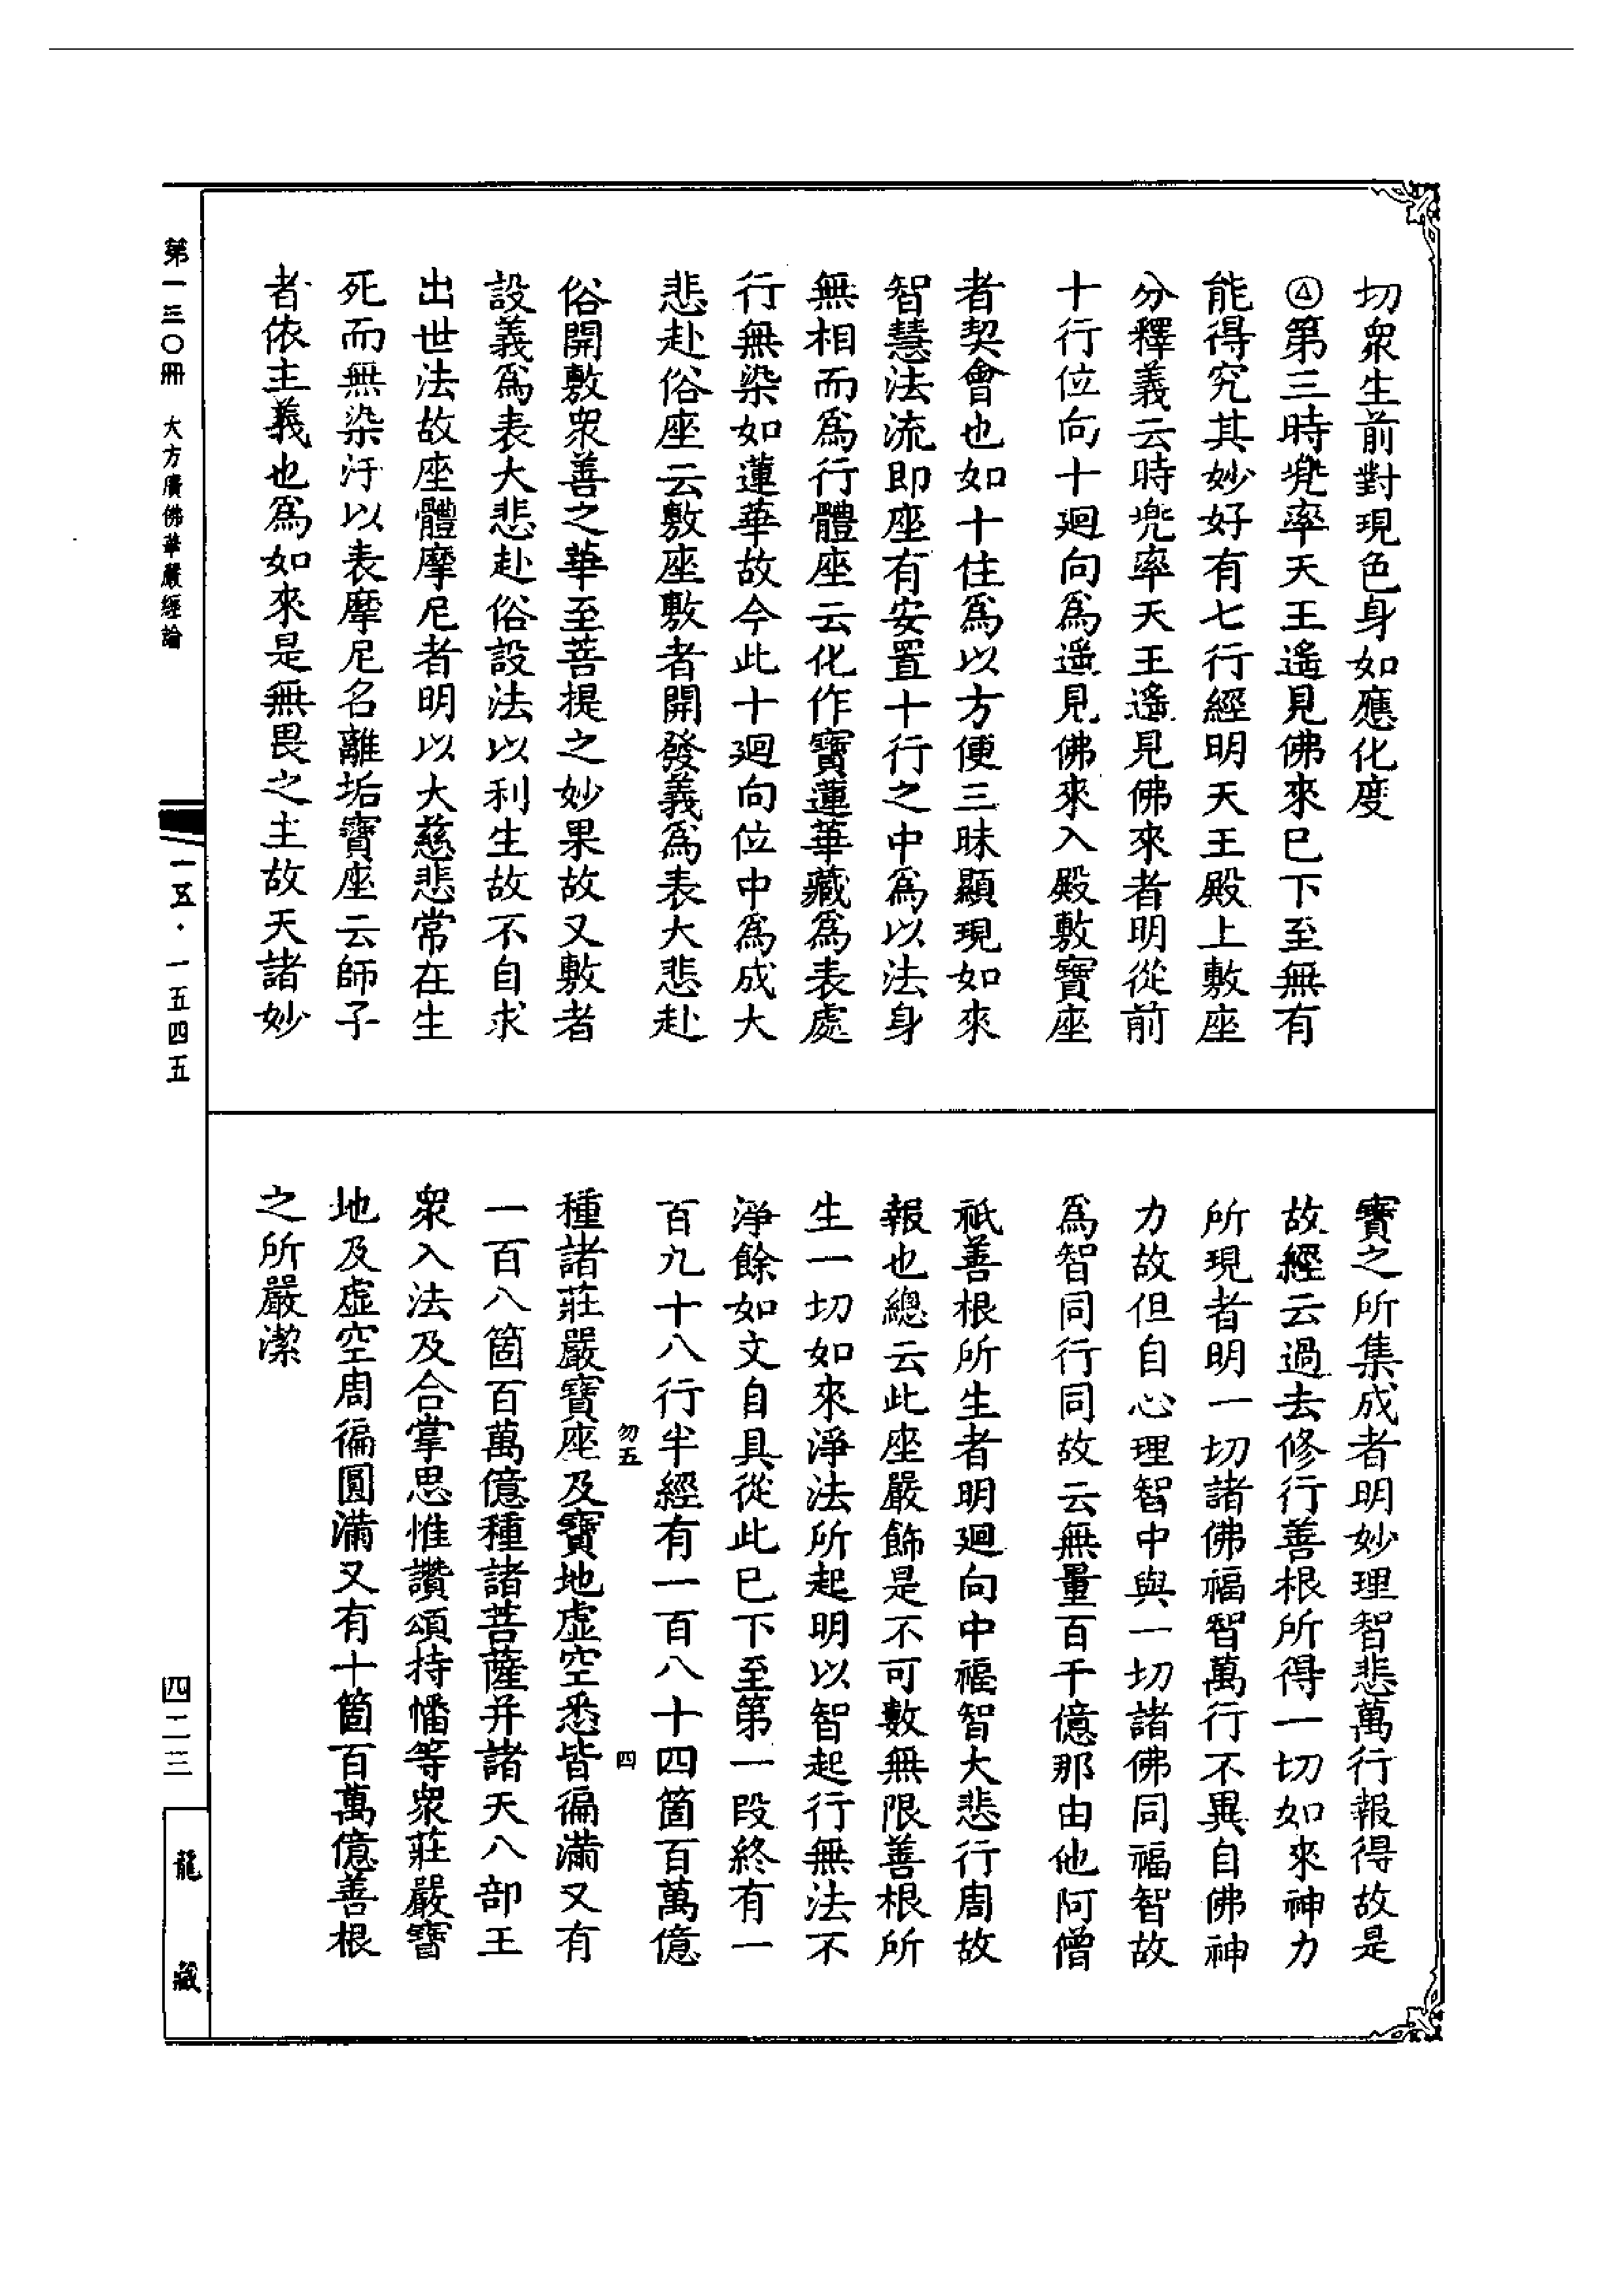 切衆生前對現色身如應化度
④第三時兠率天王遙見佛來已下至無有
能得究其妙好有七行經明天王殿上敷座
分釋義云時兠率天王遙見佛來者明從前
十行位向十廻向爲遥見佛來入殿敷寶座
者契會也如十住爲以方便三昧顯現如來
智慧法流即座有安置十行之中爲以法身
無相而爲行體座云化作寶蓮華藏爲表處
行無染如蓮華故今此十廻向位中爲成大
悲赴俗座云敷座敷者開發義爲表大悲赴
俗開敷衆善之華至菩提之妙果故又敷者
設義爲表大悲赴俗設法以利生故不自求
出世法故座體摩尼者明以大慈悲常在生
死而無染汙以表摩尼名離垢寶座云師子
者依主義也爲如來是無畏之主故天諸妙
寶之所集成者明妙理智悲萬行報得故是
故經云過去修行善根所得一切如來神力
所現者明一切諸佛福智萬行不異自佛神
力故但自心理智中與一切諸佛同福智故
爲智同行同故云無量百千億那由他阿僧
祇善根所生者明廻向中福智大悲行周故
報也總云此座嚴飾是不可數無限善根所
生一切如來淨法所起明以智起行無法不
淨餘如文自具從此已下至第一段終有一
百九十八行半經有一百八十四箇百萬億
勿五 四
種諸莊嚴寶座及寶地虛空悉皆徧滿又有
一百八箇百萬億種諸菩薩并諸天八部王
衆入法及合掌思惟讚頌持幡等衆莊嚴寶
地及虛空周徧圓滿又有十箇百萬億善根
之所嚴潔
第一三〇冊 大方廣佛華嚴經論
一五·一五四五
四二三
龍藏